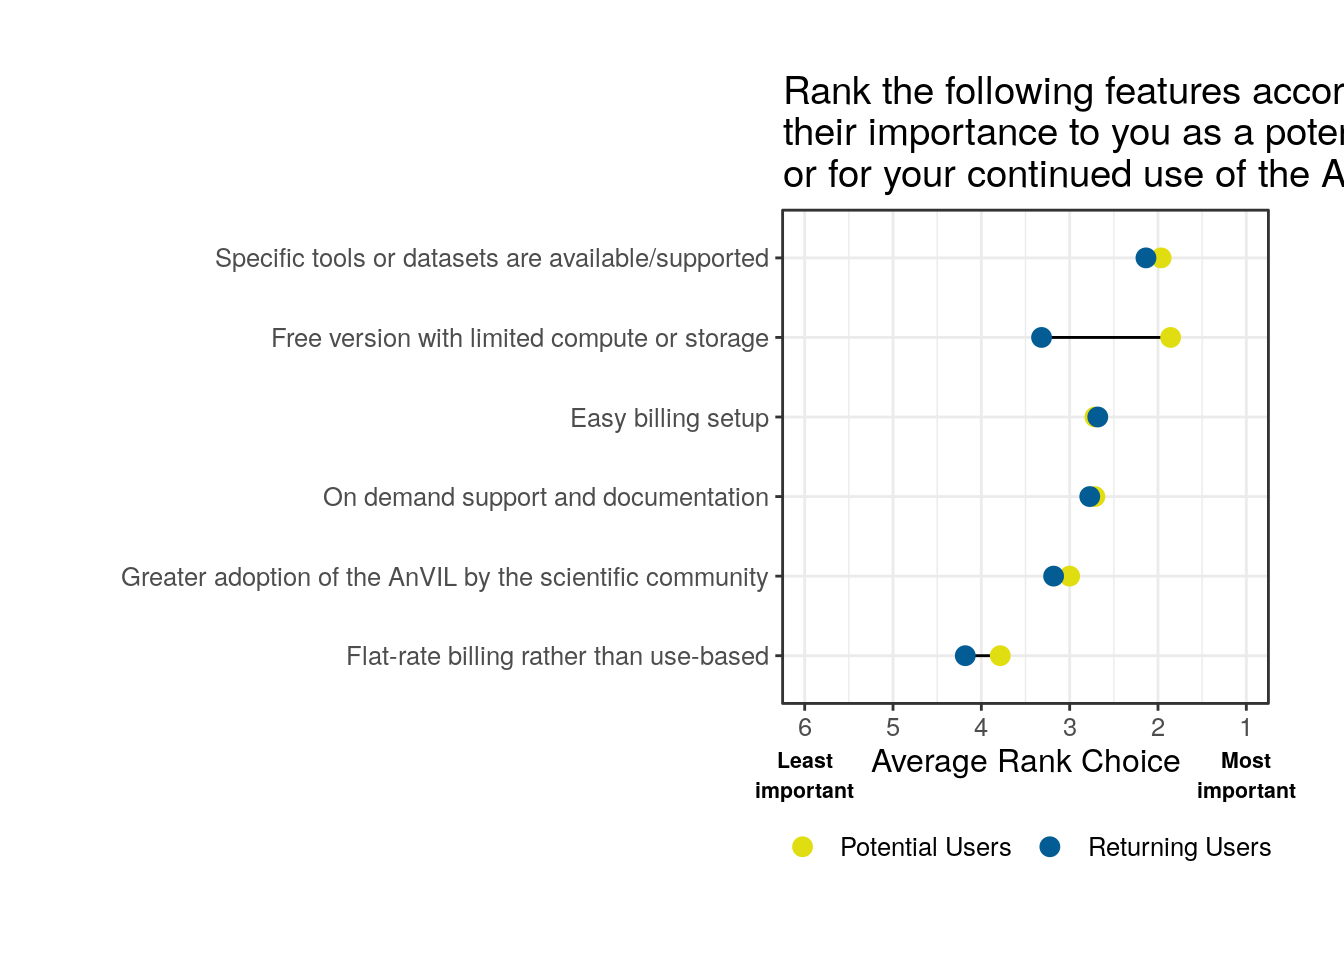 Rank the following features accor
their importance to you as a poten
or for your continued use of the A
Specific tools or datasets are available/supported
Free version with limited compute or storage
Easy billing setup
On demand support and documentation
Greater adoption of the AnVIL by the scientific community
Flat-rate billing rather than use-based
6 5 4 3 2 1
Least important
Average Rank Choice
Most important
Potential Users
Returning Users